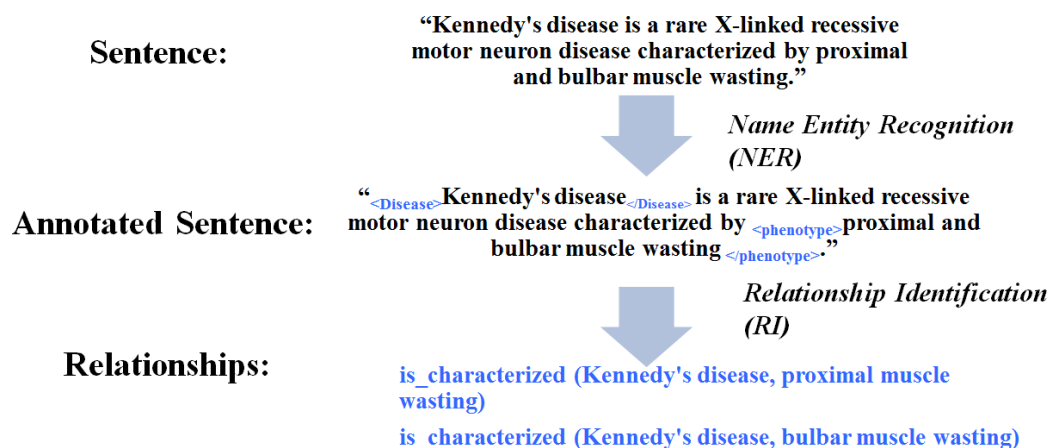 Sentence:
“Kennedy's disease is a rare X-linked recessive
motor neuron disease characterized by proximal
and bulbar muscle wasting.”
Name Entity Recognition
(NER)
Annotated Sentence:
“<Disease>Kennedy's disease</Disease> is a rare X-linked recessive
motor neuron disease characterized by <phenotype>proximal and
bulbar muscle wasting </phenotype>.”
Relationship Identification
(RI)
Relationships:
is_characterized (Kennedy's disease, proximal muscle
wasting)
is_characterized (Kennedy's disease, bulbar muscle wasting)